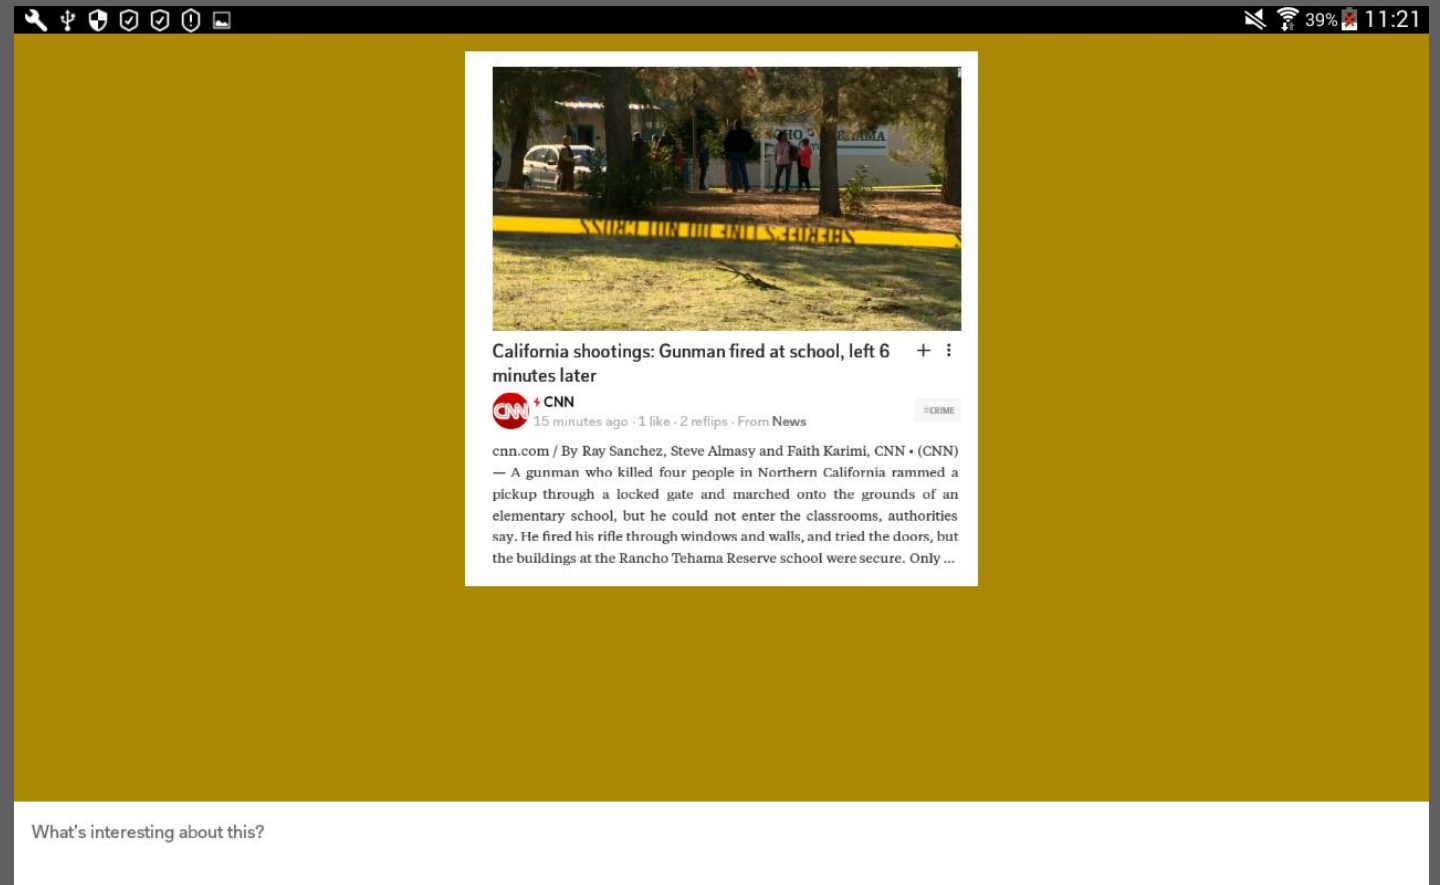 39% 11:21
SHERIFF'S LINE DO NOT CROSS
California shootings: Gunman fired at school, left 6
minutes later
CNN CNN
15 minutes ago · 1 like · 2 reflips · From News
#CRIME
cnn.com / By Ray Sanchez, Steve Almasy and Faith Karimi, CNN • (CNN)
— A gunman who killed four people in Northern California rammed a
pickup through a locked gate and marched onto the grounds of an
elementary school, but he could not enter the classrooms, authorities
say. He fired his rifle through windows and walls, and tried the doors, but
the buildings at the Rancho Tehama Reserve school were secure. Only ...
What's interesting about this?